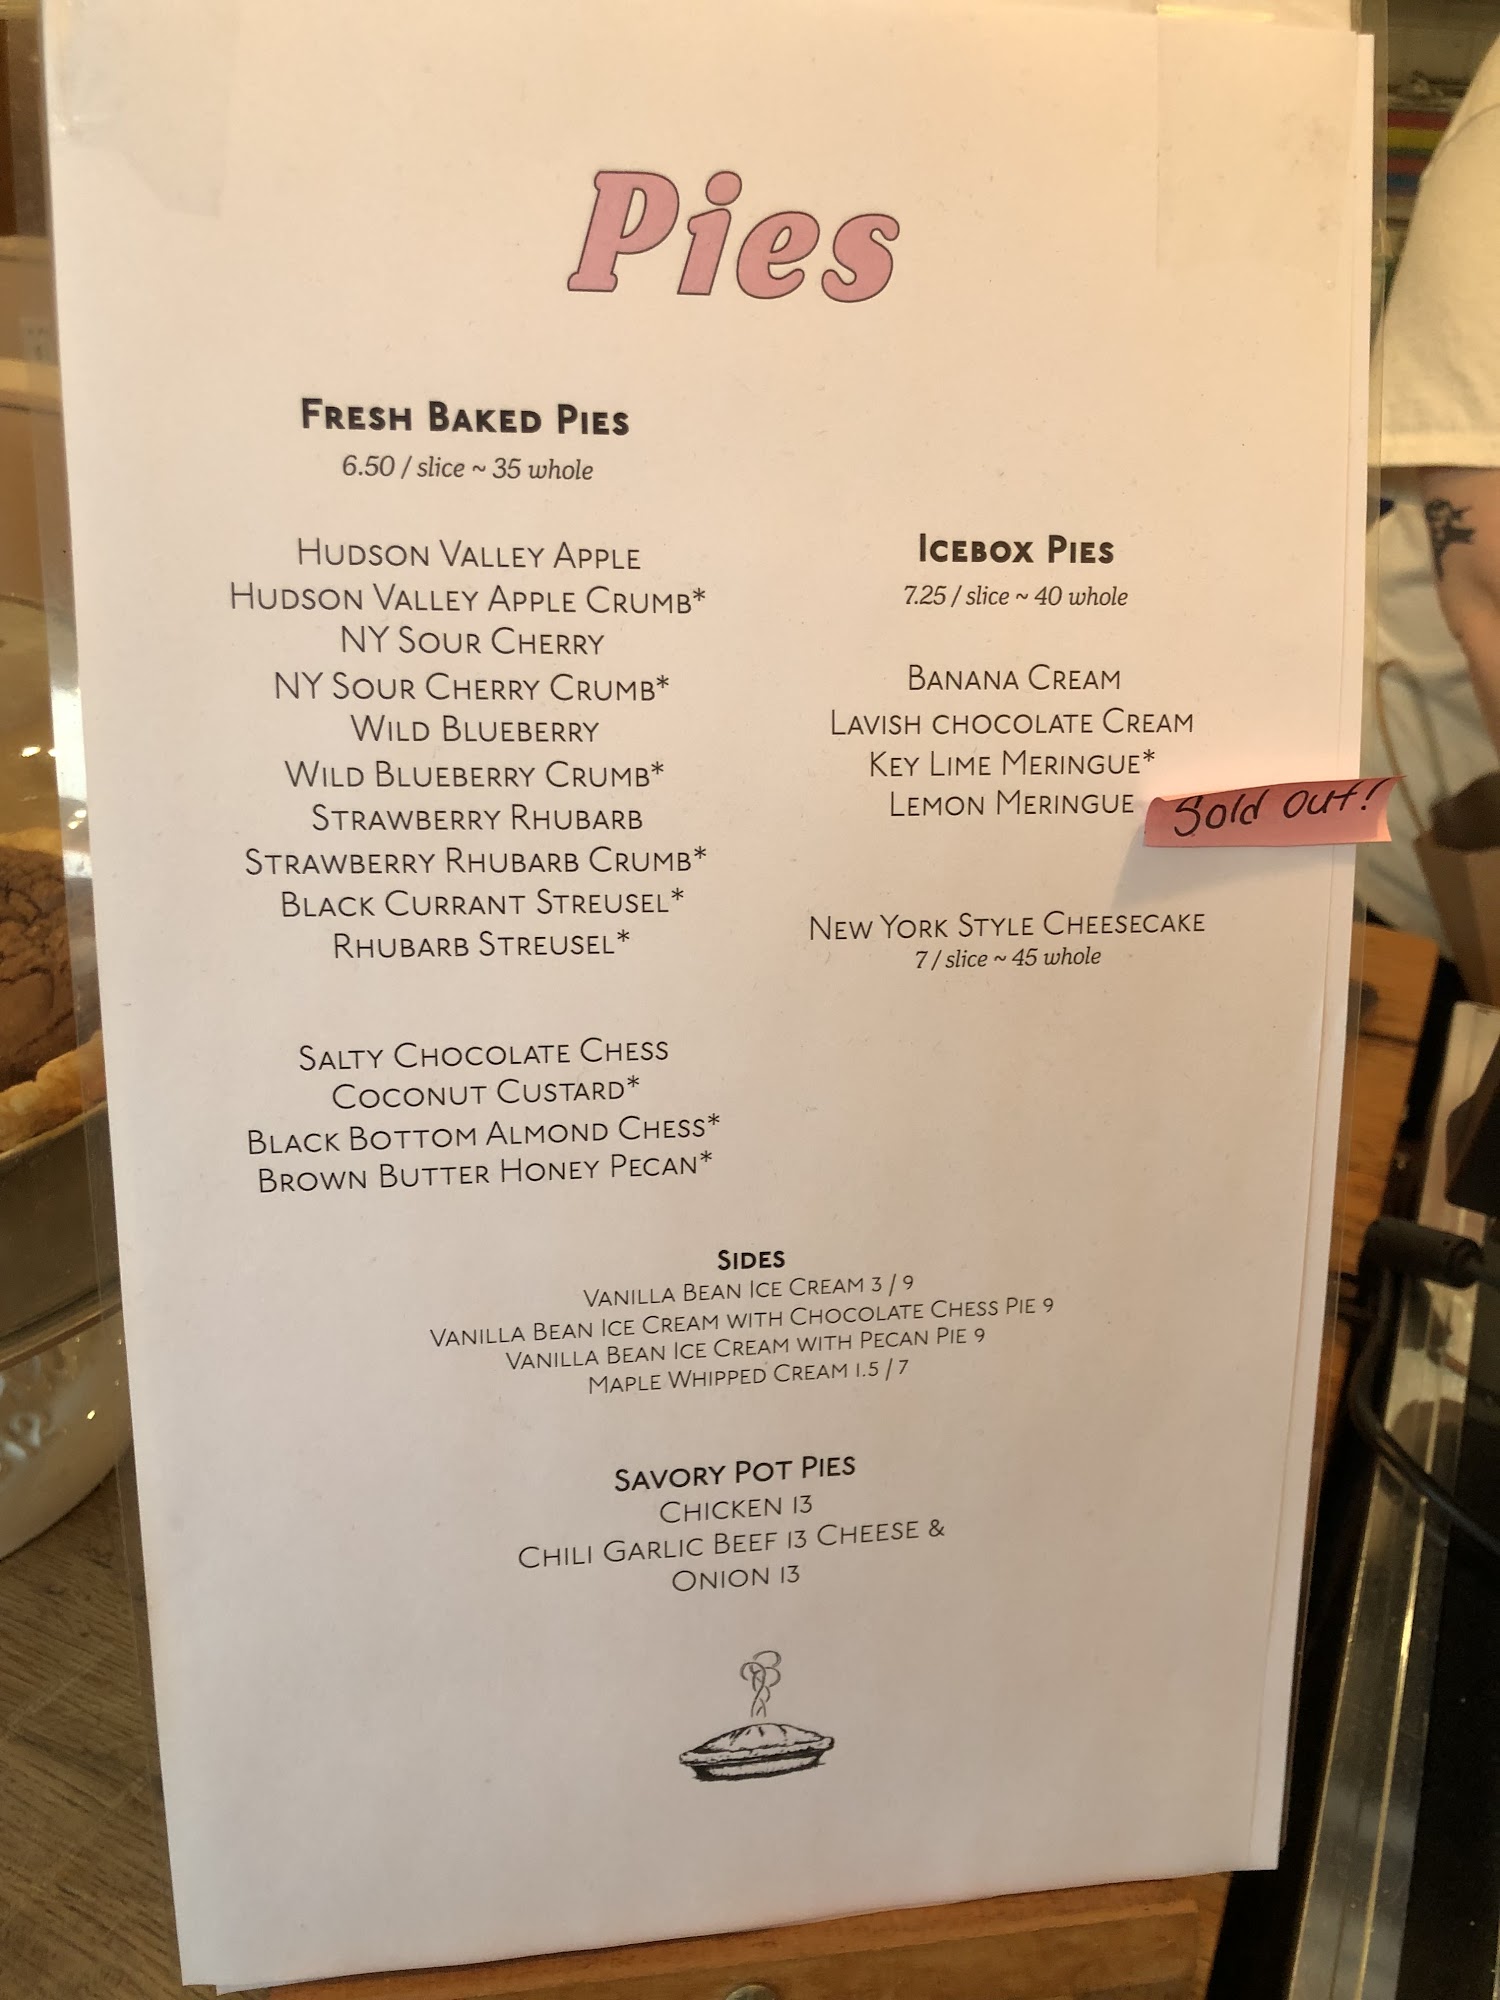 Pies
FRESH BAKED PIES
6.50 / slice ~ 35 whole
HUDSON VALLEY APPLE
HUDSON VALLEY APPLE CRUMB*
NY SOUR CHERRY
NY SOUR CHERRY CRUMB*
WILD BLUEBERRY
WILD BLUEBERRY CRUMB*
STRAWBERRY RHUBARB
STRAWBERRY RHUBARB CRUMB*
BLACK CURRANT STREUSEL*
RHUBARB STREUSEL*
SALTY CHOCOLATE CHESS
COCONUT CUSTARD*
BLACK BOTTOM ALMOND CHESS*
BROWN BUTTER HONEY PECAN*
ICEBOX PIES
7.25 / slice ~ 40 whole
BANANA CREAM
LAVISH CHOCOLATE CREAM
KEY LIME MERINGUE*
LEMON MERINGUE
Sold out!
NEW YORK STYLE CHEESECAKE
7 / slice ~ 45 whole
SIDES
VANILLA BEAN ICE CREAM 3 / 9
VANILLA BEAN ICE CREAM WITH CHOCOLATE CHESS PIE 9
VANILLA BEAN ICE CREAM WITH PECAN PIE 9
MAPLE WHIPPED CREAM 1.5 / 7
SAVORY POT PIES
CHICKEN 13
CHILI GARLIC BEEF 13 CHEESE &
ONION 13